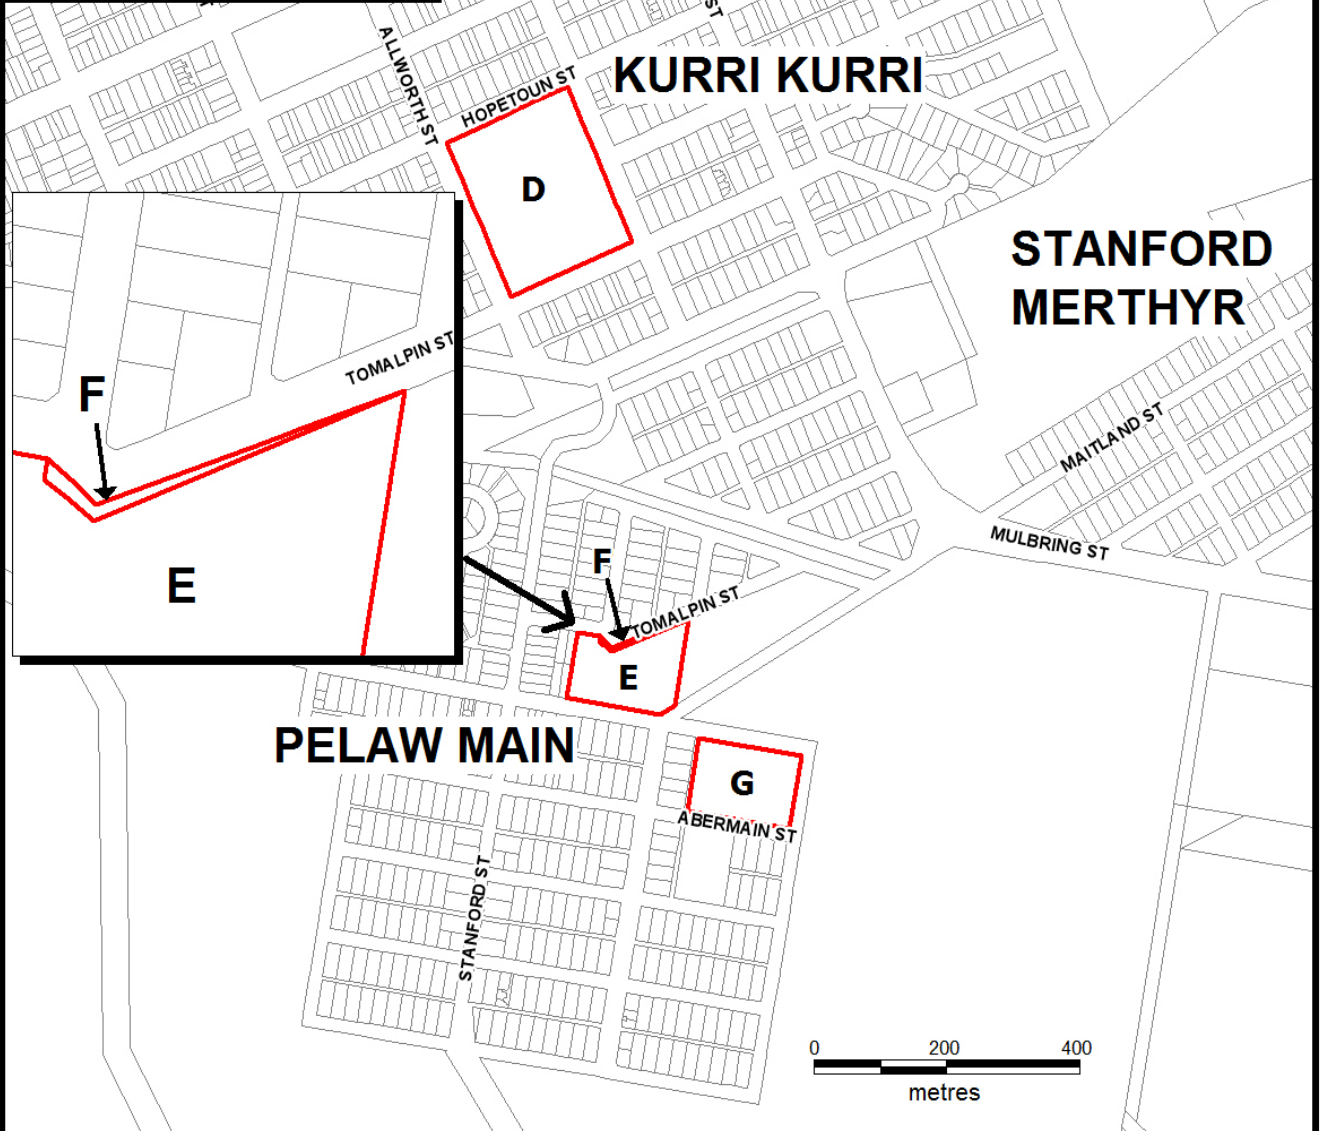 ST
ALLWORTH ST
HOPETOUN ST
KURRI KURRI
D
STANFORD
MERTHYR
TOMALPIN ST
F
E
MAITLAND ST
MULBRING ST
F
TOMALPIN ST
E
PELAW MAIN
G
ABERMAIN ST
STANFORD ST
0 200 400
metres